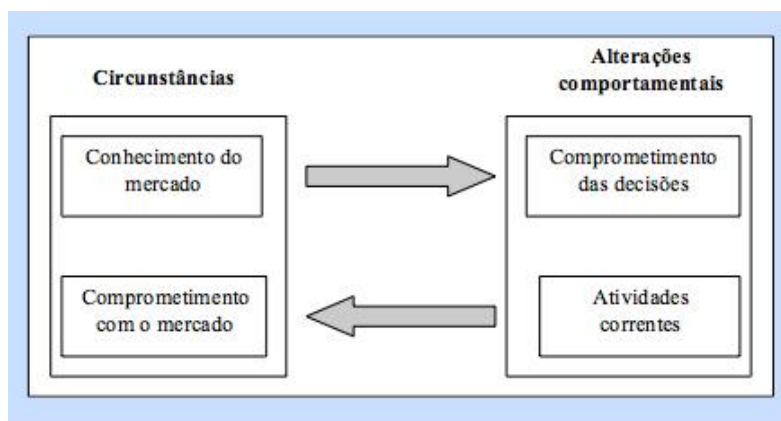 Circunstâncias
Alterações
comportamentais
Conhecimento do
mercado
Comprometimento
das decisões
Comprometimento
com o mercado
Atividades
correntes